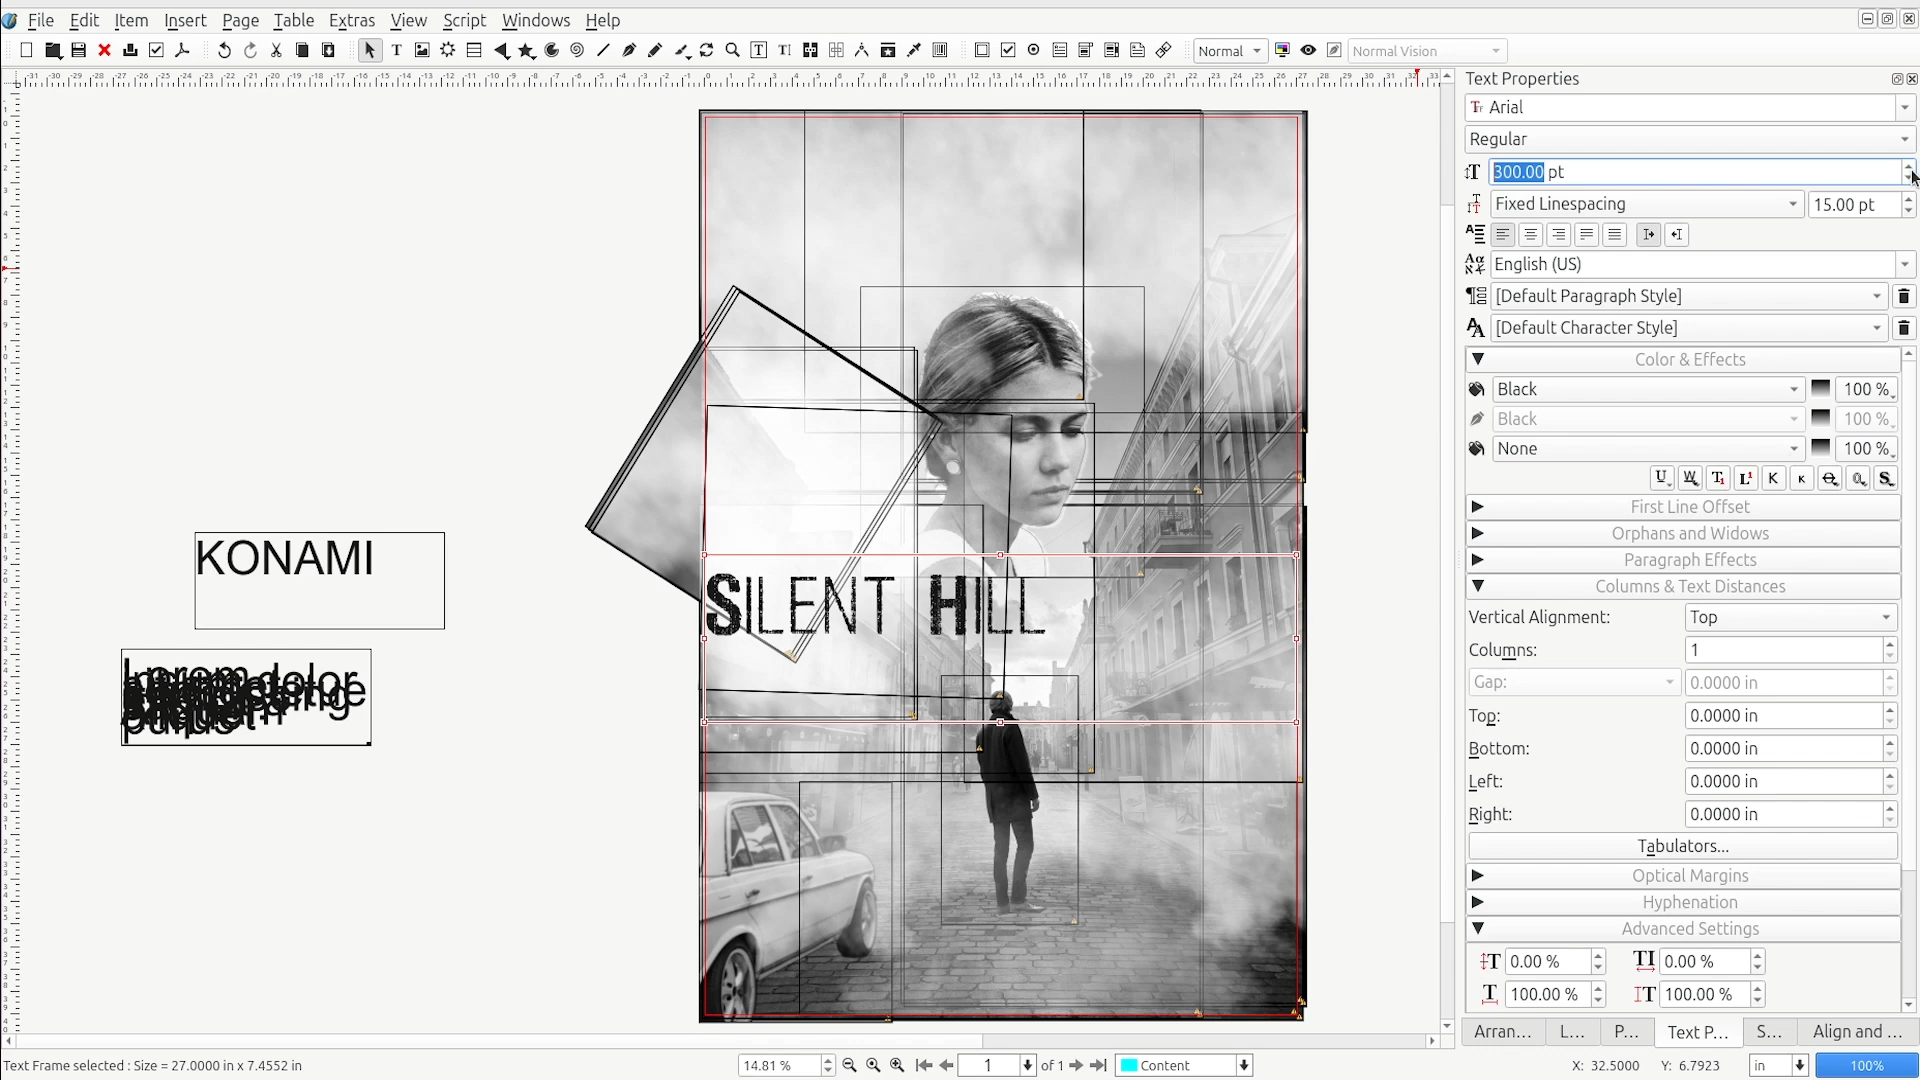 File Edit Item Insert Page Table Extras View Script Windows Help
Normal
Normal Vision
Text Properties
Arial
Regular
300.00 pt
Fixed Linespacing
15.00 pt
English (US)
[Default Paragraph Style]
[Default Character Style]
Color & Effects
Black
100 %
Black
100 %
None
100 %
First Line Offset
Orphans and Widows
Paragraph Effects
Columns & Text Distances
Vertical Alignment: Top
Columns: 1
Gap: 0.0000 in
Top: 0.0000 in
Bottom: 0.0000 in
Left: 0.0000 in
Right: 0.0000 in
Tabulators...
Optical Margins
Hyphenation
Advanced Settings
0.00 %
0.00 %
100.00 %
100.00 %
Arran... L... P... Text P... S... Align and ...
KONAMI
SILENT HILL
Text Frame selected : Size = 27.0000 in x 7.4552 in
14.81 %
1 of 1
Content
X: 32.5000 Y: 6.7923
in
100%